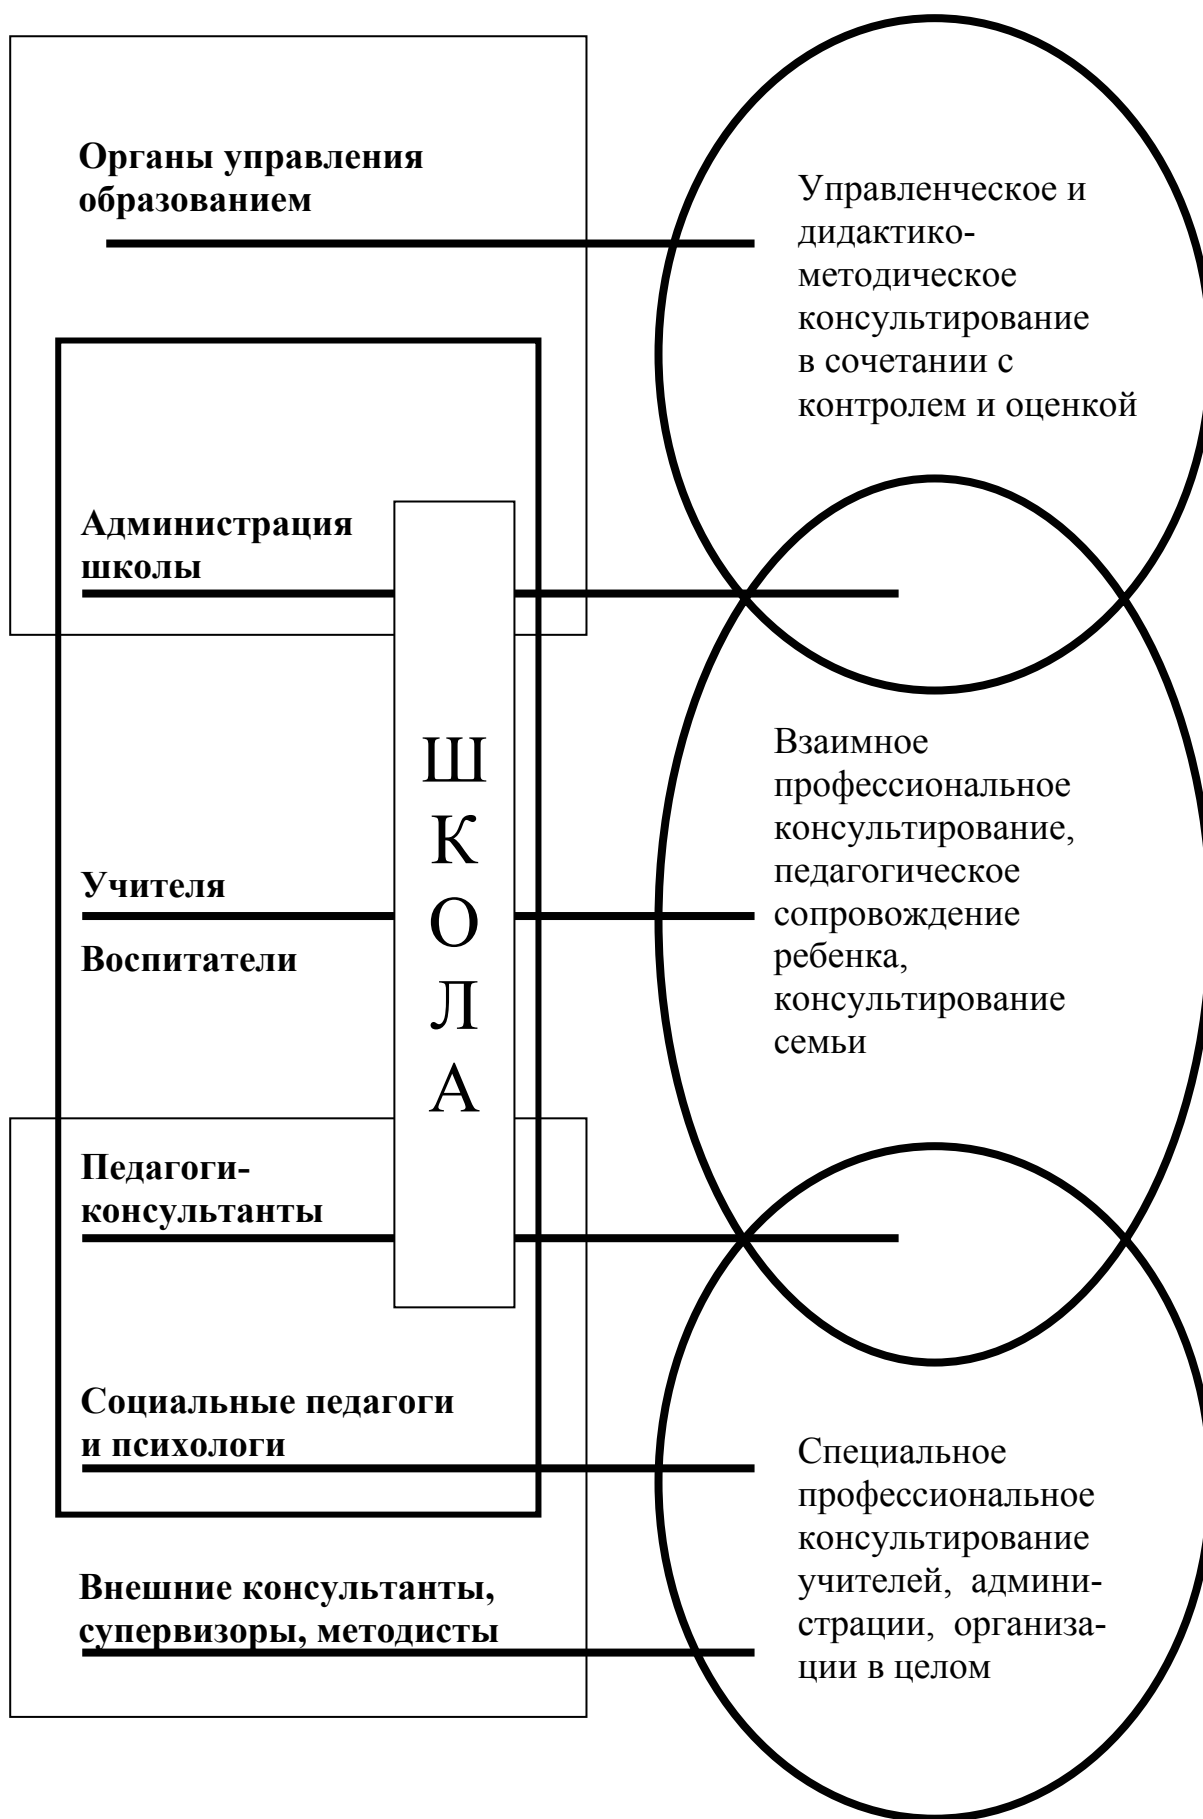 Органы управления
образованием
Управленческое и
дидактико-
методическое
консультирование
в сочетании с
контролем и оценкой
Администрация
школы
Ш
К
О
Л
А
Взаимное
профессиональное
консультирование,
педагогическое
сопровождение
ребенка,
консультирование
семьи
Учителя
Воспитатели
Педагоги-
консультанты
Социальные педагоги
и психологи
Специальное
профессиональное
консультирование
учителей, админи-
страции, организа-
ции в целом
Внешние консультанты,
супервизоры, методисты